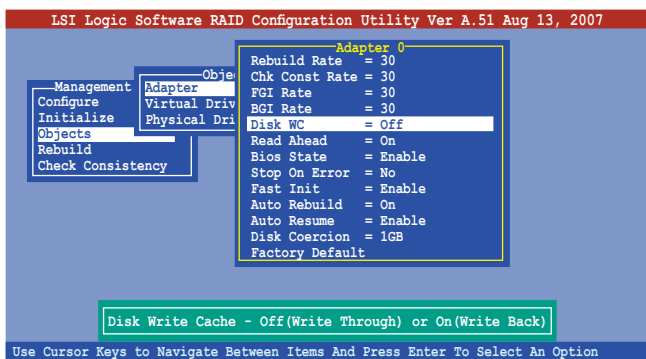 LSI Logic Software RAID Configuration Utility Ver A.51 Aug 13, 2007
Management
Configure
Initialize
Objects
Rebuild
Check Consistency
Obje
Adapter
Virtual Driv
Physical Dri
Adapter 0
Rebuild Rate = 30
Chk Const Rate = 30
FGI Rate = 30
BGI Rate = 30
Disk WC = Off
Read Ahead = On
Bios State = Enable
Stop On Error = No
Fast Init = Enable
Auto Rebuild = On
Auto Resume = Enable
Disk Coercion = 1GB
Factory Default
Disk Write Cache - Off(Write Through) or On(Write Back)
Use Cursor Keys to Navigate Between Items And Press Enter To Select An Option